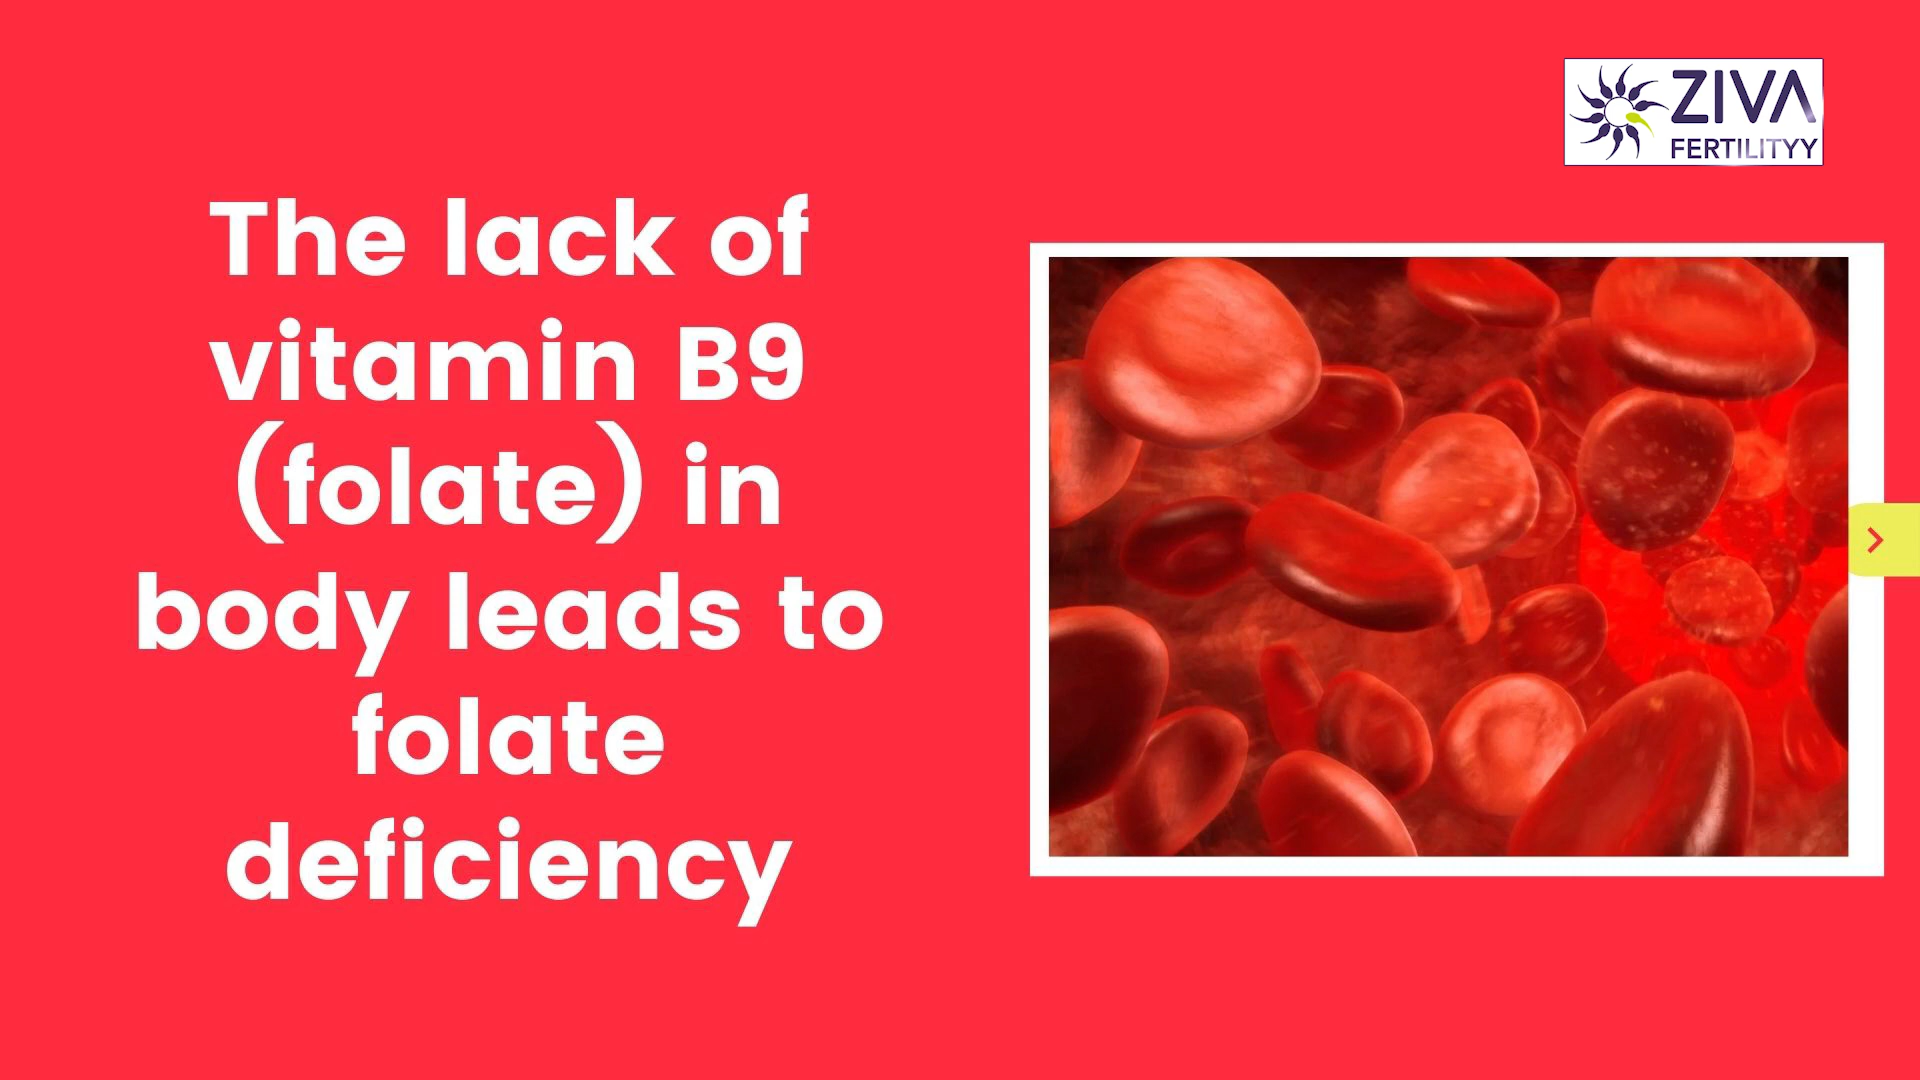 ZIVA
FERTILITYY
The lack of
vitamin B9
(folate) in
body leads to
folate
deficiency